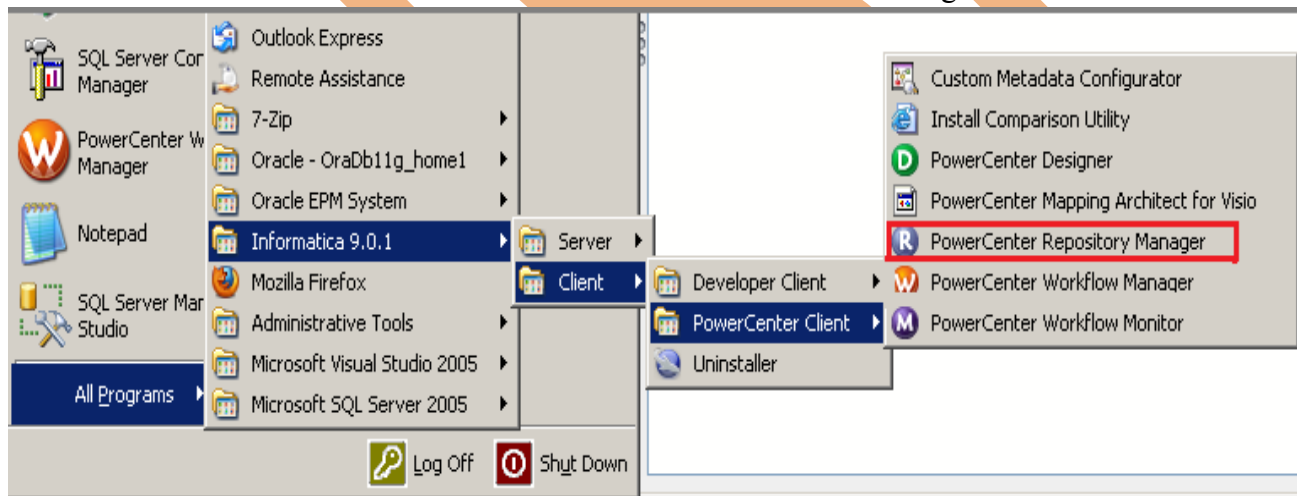 SQL Server Cor
Manager
PowerCenter W
Manager
Notepad
SQL Server Mar
Studio
All Programs
Outlook Express
Remote Assistance
7-Zip
Oracle - OraDb11g_home1
Oracle EPM System
Informatica 9.0.1
Mozilla Firefox
Administrative Tools
Microsoft Visual Studio 2005
Microsoft SQL Server 2005
Log Off
Shut Down
Server
Client
Developer Client
PowerCenter Client
Uninstaller
Custom Metadata Configurator
Install Comparison Utility
PowerCenter Designer
PowerCenter Mapping Architect for Visio
PowerCenter Repository Manager
PowerCenter Workflow Manager
PowerCenter Workflow Monitor